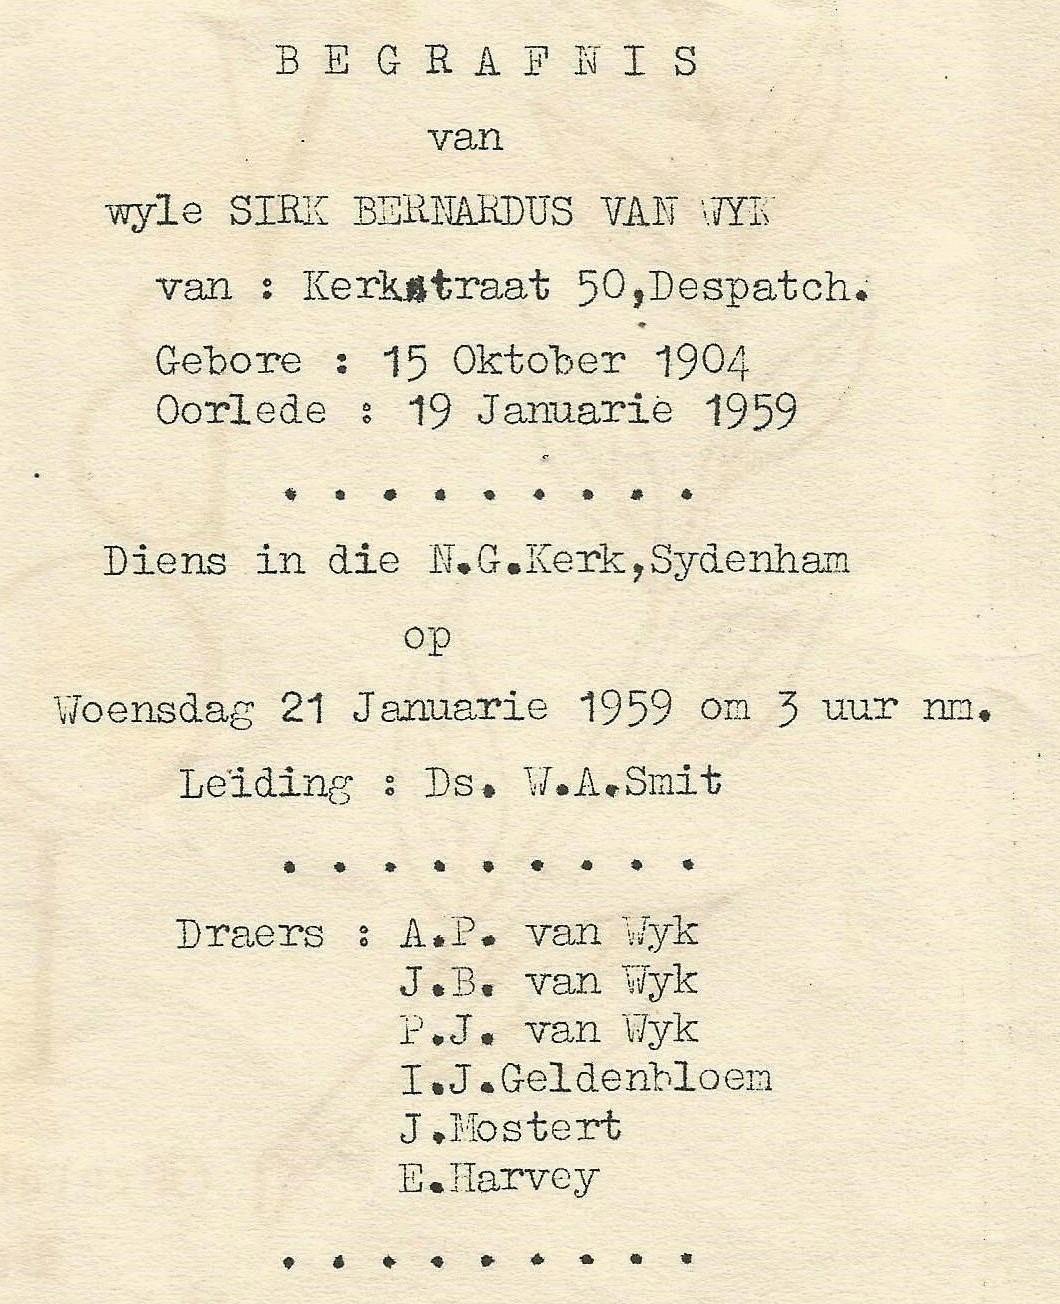 B E G R A F N I S
van
wyle SIRK BERNARDUS VAN WYK
van : Kerkstraat 50,Despatch.
Gebore : 15 Oktober 1904
Oorlede : 19 Januarie 1959
. . . . . . . . .
Diens in die N.G.Kerk,Sydenham
op
Woensdag 21 Januarie 1959 om 3 uur nm.
Leiding : Ds. W.A.Smit
. . . . . . . . .
Draers : A.P. van Wyk
J.B. van Wyk
P.J. van Wyk
I.J.Geldenbloem
J.Mostert
E.Harvey
. . . . . . . . .